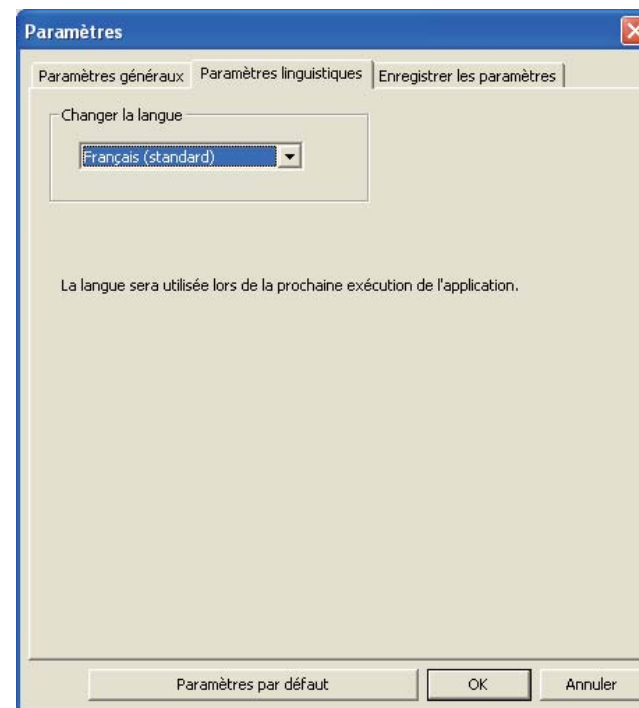 Paramètres
Paramètres généraux Paramètres linguistiques Enregistrer les paramètres
Changer la langue
Français (standard)
La langue sera utilisée lors de la prochaine exécution de l'application.
Paramètres par défaut OK Annuler